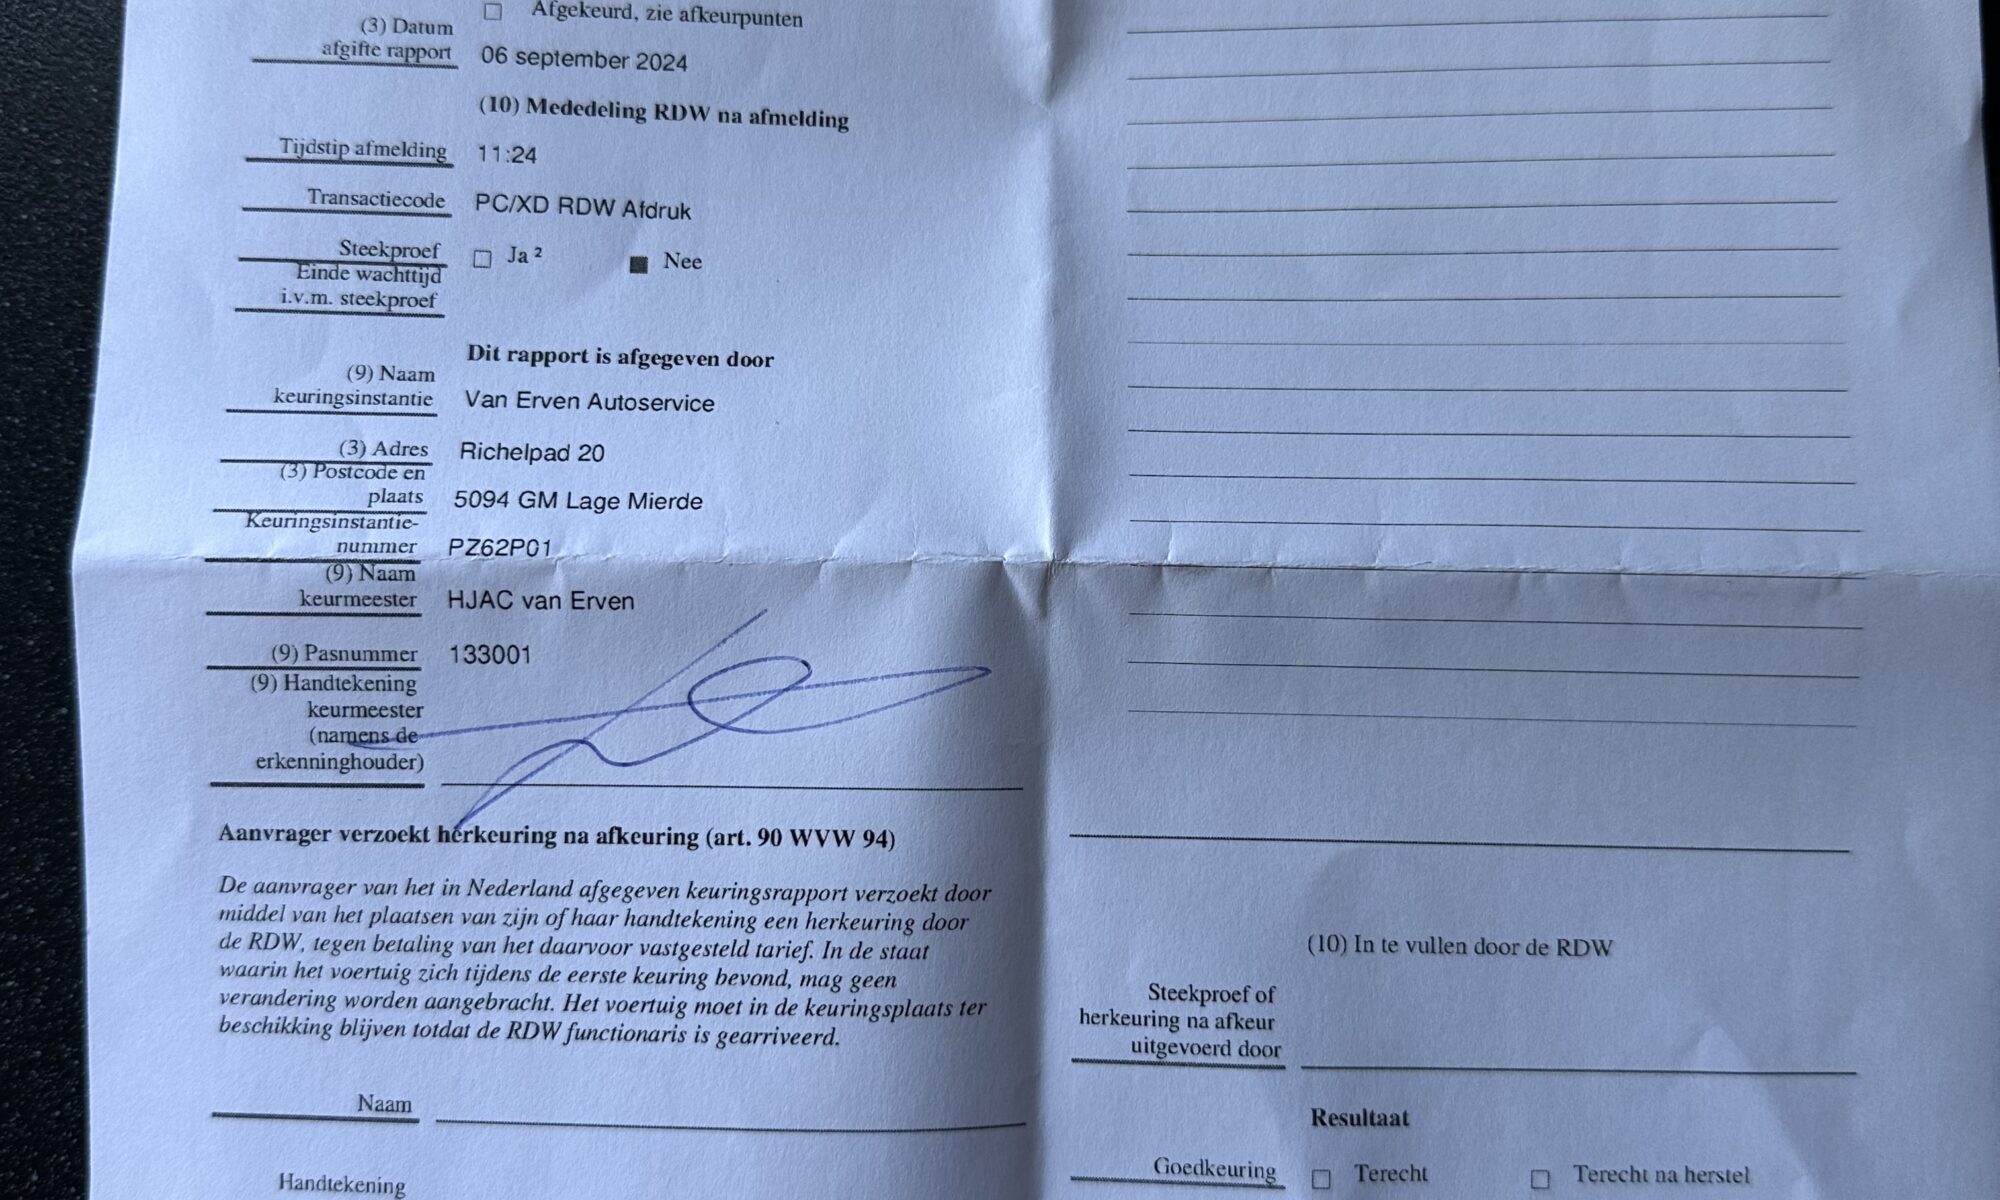 ☐ Afgekeurd, zie afkeurpunten
(3) Datum
afgifte rapport 06 september 2024
(10) Mededeling RDW na afmelding
Tijdstip afmelding 11:24
Transactiecode PC/XD RDW Afdruk
Steekproef ☐ Ja ² ■ Nee
Einde wachttijd
i.v.m. steekproef
Dit rapport is afgegeven door
(9) Naam
keuringsinstantie Van Erven Autoservice
(3) Adres Richelpad 20
(3) Postcode en
plaats 5094 GM Lage Mierde
Keuringsinstantie-
nummer PZ62P01
(9) Naam
keurmeester HJAC van Erven
(9) Pasnummer 133001
(9) Handtekening
keurmeester
(namens de
erkenninghouder)
Aanvrager verzoekt herkeuring na afkeuring (art. 90 WVW 94)
De aanvrager van het in Nederland afgegeven keuringsrapport verzoekt door
middel van het plaatsen van zijn of haar handtekening een herkeuring door
de RDW, tegen betaling van het daarvoor vastgesteld tarief. In de staat
waarin het voertuig zich tijdens de eerste keuring bevond, mag geen
verandering worden aangebracht. Het voertuig moet in de keuringsplaats ter
beschikking blijven totdat de RDW functionaris is gearriveerd.
Naam
Handtekening
(10) In te vullen door de RDW
Steekproef of
herkeuring na afkeur
uitgevoerd door
Resultaat
Goedkeuring ☐ Terecht ☐ Terecht na herstel